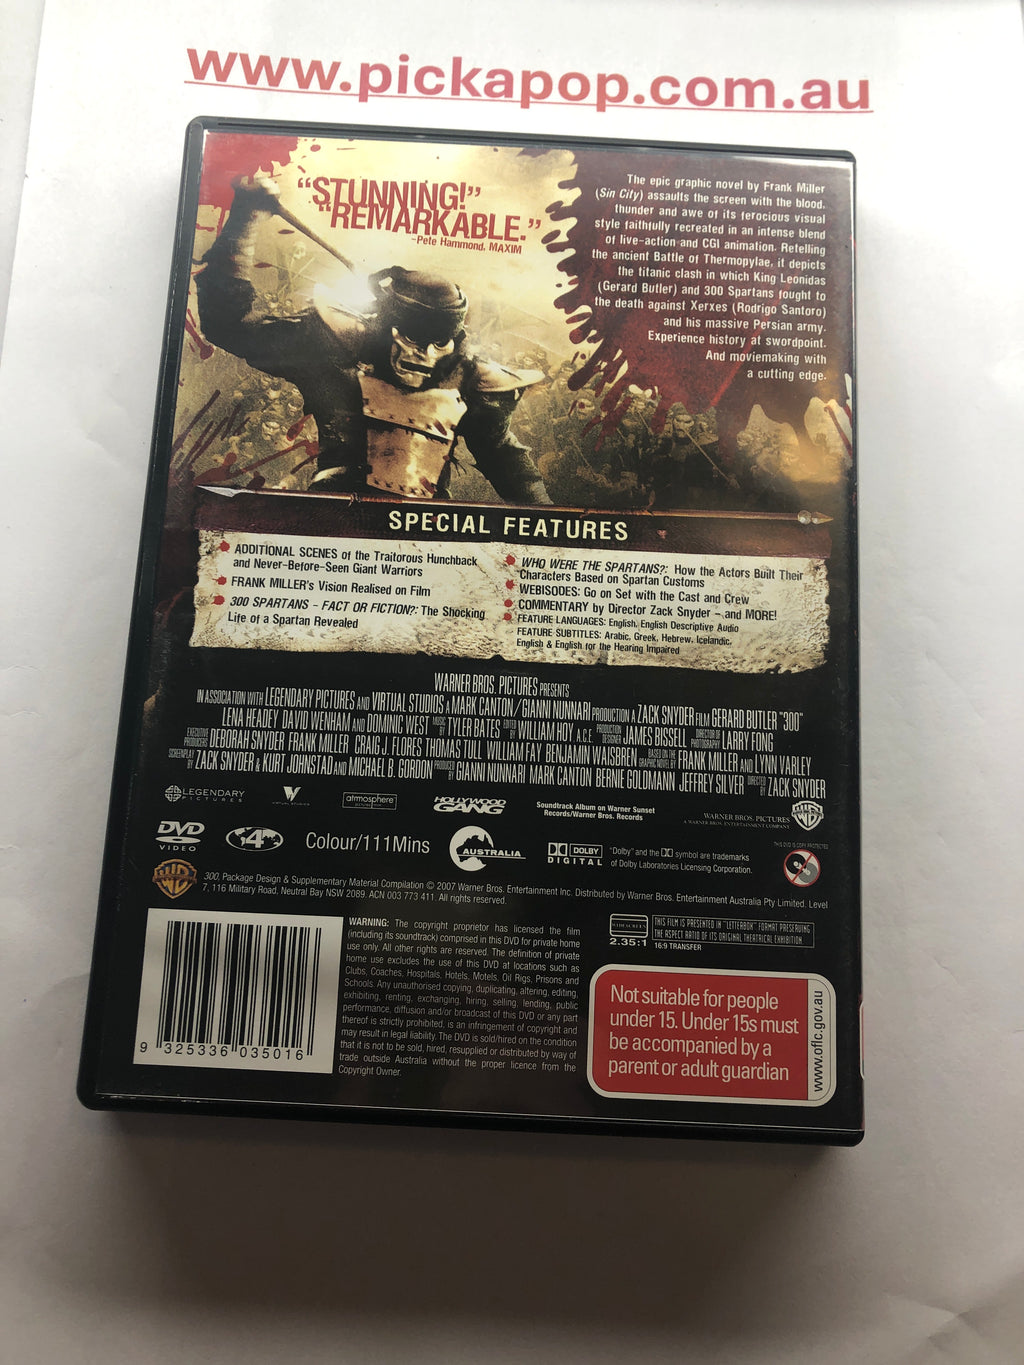 www.pickapop.com.au
“STUNNING!”
“REMARKABLE.”
-Pete Hammond, MAXIM
The epic graphic novel by Frank Miller
(Sin City) assaults the screen with the blood,
thunder and awe of its ferocious visual
style faithfully recreated in an intense blend
of live-action and CGI animation. Retelling
the ancient Battle of Thermopylae, it depicts
the titanic clash in which King Leonidas
(Gerard Butler) and 300 Spartans fought to
the death against Xerxes (Rodrigo Santoro)
and his massive Persian army.
Experience history at swordpoint.
And moviemaking with
a cutting edge.
SPECIAL FEATURES
ADDITIONAL SCENES of the Traitorous Hunchback
and Never-Before-Seen Giant Warriors
FRANK MILLER's Vision Realised on Film
300 SPARTANS - FACT OR FICTION?: The Shocking
Life of a Spartan Revealed
WHO WERE THE SPARTANS?: How the Actors Built Their
Characters Based on Spartan Customs
WEBISODES: Go on Set with the Cast and Crew
COMMENTARY by Director Zack Snyder – and MORE!
FEATURE LANGUAGES: English, English Descriptive Audio
FEATURE SUBTITLES: Arabic, Greek, Hebrew, Icelandic,
English & English for the Hearing Impaired
WARNER BROS. PICTURES PRESENTS
IN ASSOCIATION WITH LEGENDARY PICTURES AND VIRTUAL STUDIOS A MARK CANTON/GIANNI NUNNARI PRODUCTION A ZACK SNYDER FILM GERARD BUTLER "300"
LENA HEADEY DAVID WENHAM AND DOMINIC WEST MUSIC BY TYLER BATES EDITED BY WILLIAM HOY A.C.E. PRODUCTION DESIGNER JAMES BISSELL DIRECTOR OF PHOTOGRAPHY LARRY FONG
EXECUTIVE PRODUCERS DEBORAH SNYDER FRANK MILLER CRAIG J. FLORES THOMAS TULL WILLIAM FAY BENJAMIN WAISBREN BASED ON THE GRAPHIC NOVEL BY FRANK MILLER AND LYNN VARLEY
SCREENPLAY BY ZACK SNYDER & KURT JOHNSTAD AND MICHAEL B. GORDON PRODUCED BY GIANNI NUNNARI MARK CANTON BERNIE GOLDMANN JEFFREY SILVER DIRECTED BY ZACK SNYDER
LEGENDARY
PICTURES
VIRTUAL STUDIOS
atmosphere
HOLLYWOOD
GANG
Soundtrack Album on Warner Sunset
Records/Warner Bros. Records
WARNER BROS. PICTURES
A WARNER BROS. ENTERTAINMENT COMPANY
WB
DVD
VIDEO
4
Colour/111Mins
AUSTRALIA
DOLBY
DIGITAL
"Dolby" and the DD symbol are trademarks
of Dolby Laboratories Licensing Corporation.
THIS DVD IS COPY PROTECTED
WB
300, Package Design & Supplementary Material Compilation © 2007 Warner Bros. Entertainment Inc. Distributed by Warner Bros. Entertainment Australia Pty Limited. Level
7, 116 Military Road, Neutral Bay NSW 2089. ACN 003 773 411. All rights reserved.
9 325336 035016
WARNING: The copyright proprietor has licensed the film
(including its soundtrack) comprised in this DVD for private home
use only. All other rights are reserved. The definition of private
home use excludes the use of this DVD at locations such as
Clubs, Coaches, Hospitals, Hotels, Motels, Oil Rigs, Prisons and
Schools. Any unauthorised copying, duplicating, altering, editing,
exhibiting, renting, exchanging, hiring, selling, lending, public
performance, diffusion and/or broadcast of this DVD or any part
thereof is strictly prohibited, is an infringement of copyright and
may result in legal liability. The DVD is sold/hired on the condition
that it is not to be sold, hired, resupplied or distributed by way of
trade outside Australia without the proper licence from the
Copyright Owner.
WIDESCREEN
2.35:1
THIS FILM IS PRESENTED IN "LETTERBOX" FORMAT PRESERVING
THE ASPECT RATIO OF ITS ORIGINAL THEATRICAL EXHIBITION.
16:9 TRANSFER
Not suitable for people
under 15. Under 15s must
be accompanied by a
parent or adult guardian
www.oflc.gov.au